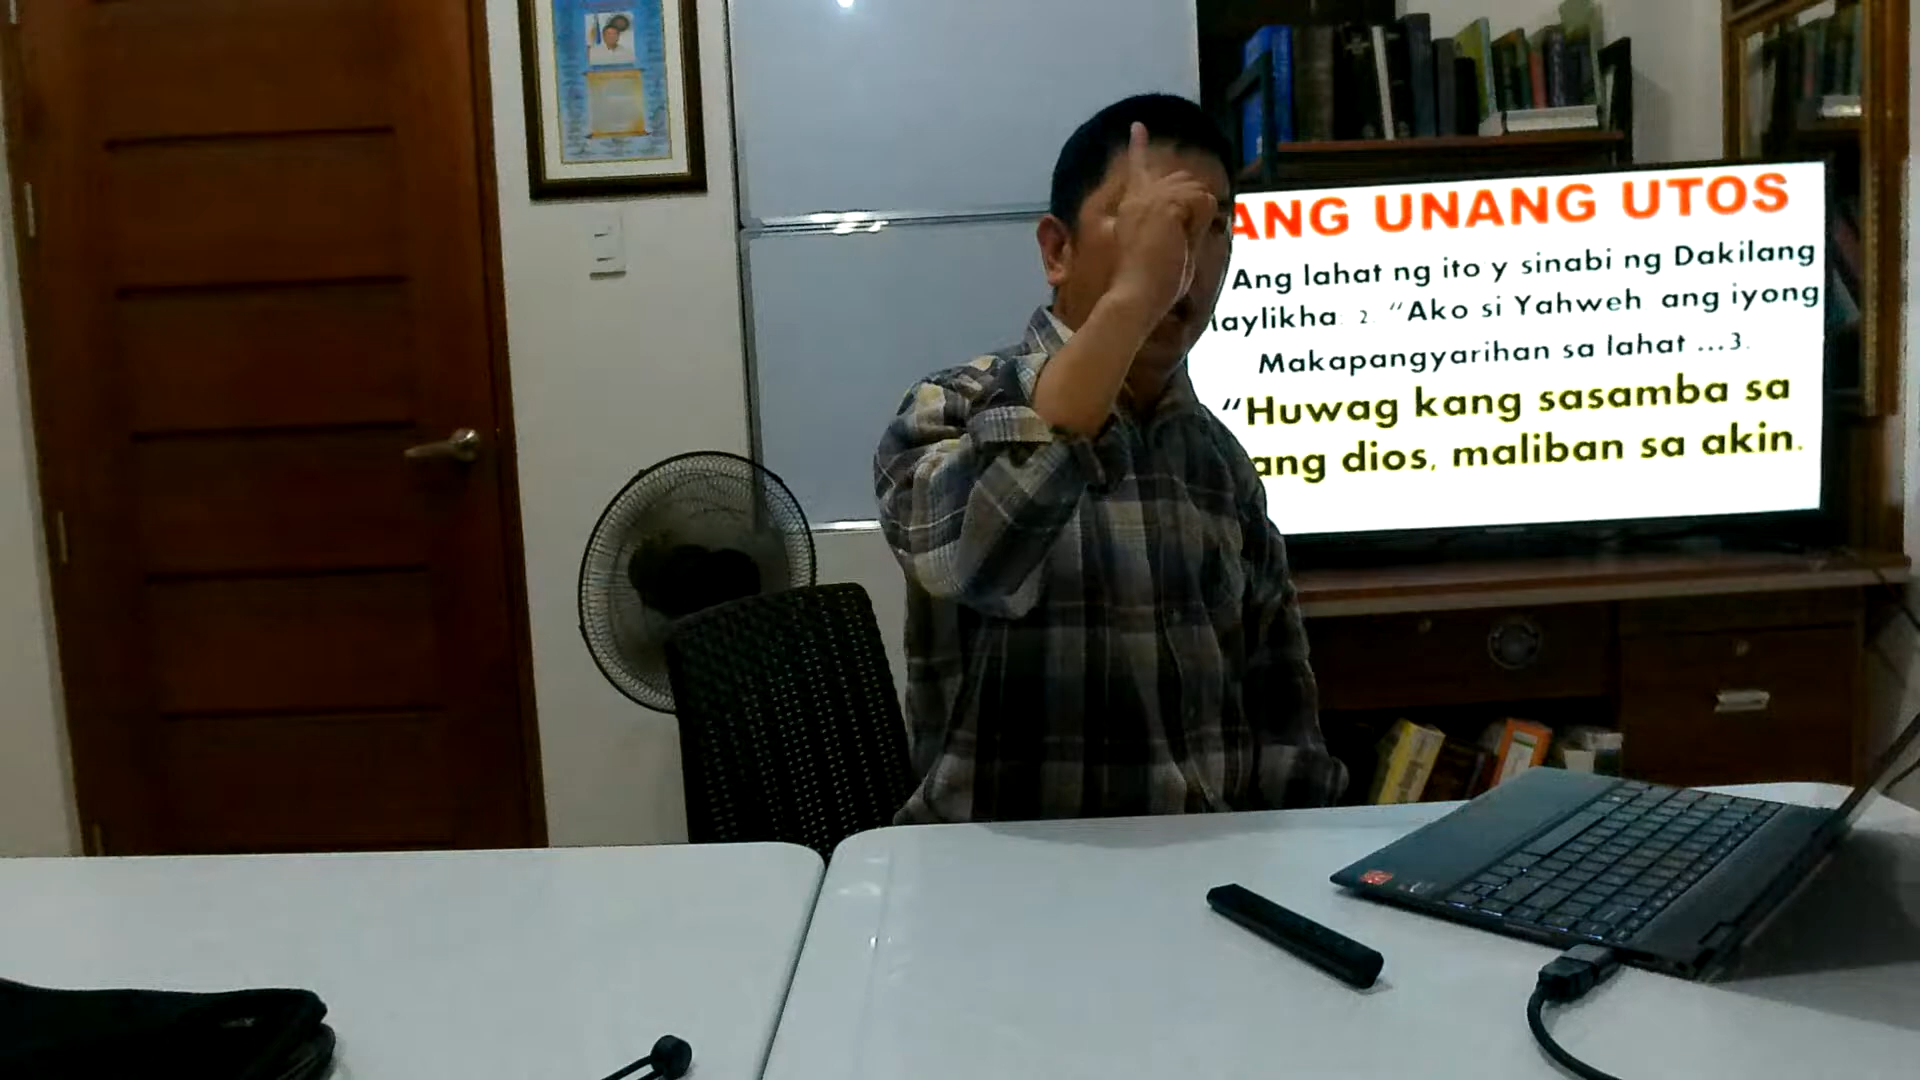 ANG UNANG UTOS
Ang lahat ng ito y sinabi ng Dakilang
aylikha. 2. “Ako si Yahweh ang iyong
Makapangyarihan sa lahat ...3.
“Huwag kang sasamba sa
ang dios, maliban sa akin.